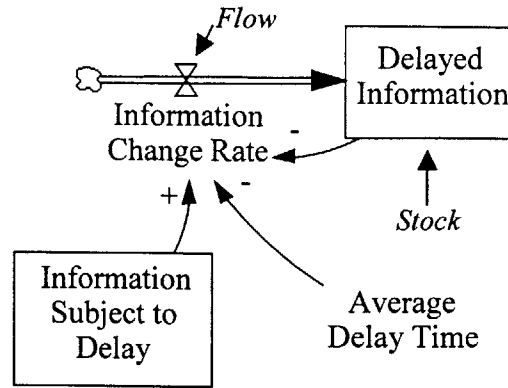 Flow
Delayed
Information
Information
Change Rate
-
+
-
Stock
Information
Subject to
Delay
Average
Delay Time